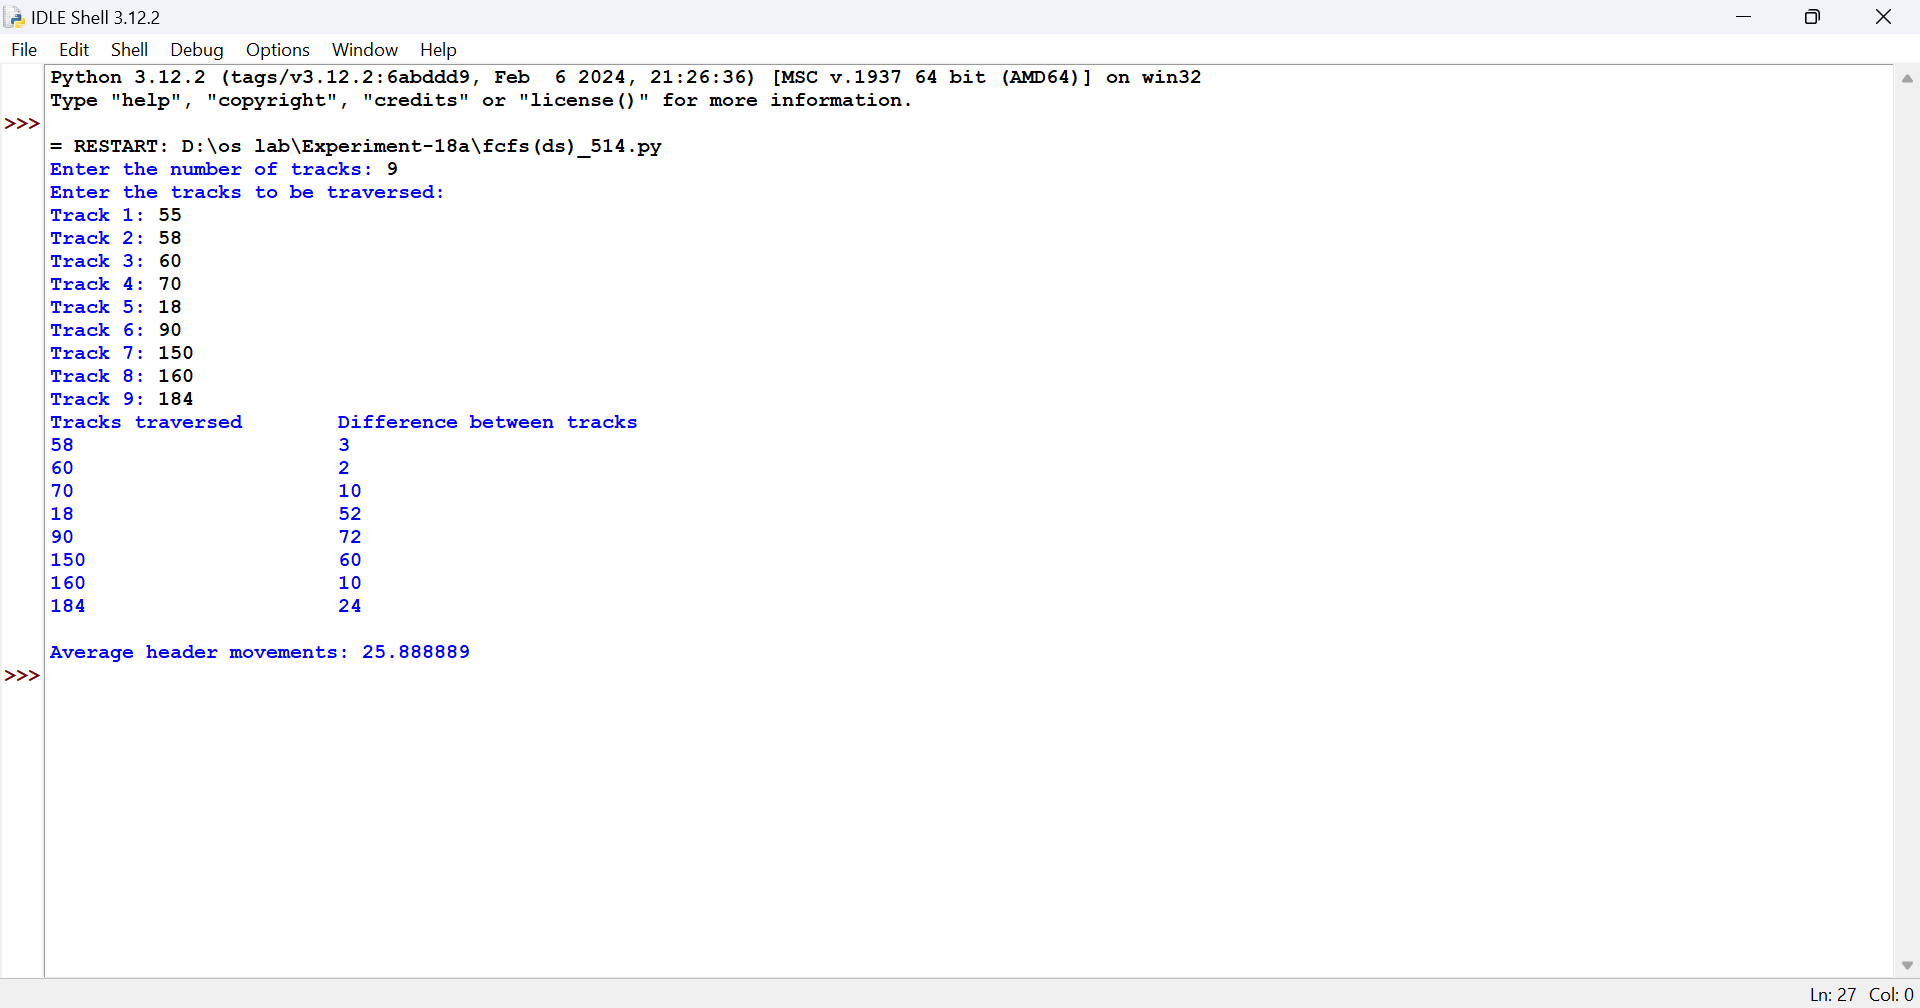 IDLE Shell 3.12.2
File Edit Shell Debug Options Window Help
Python 3.12.2 (tags/v3.12.2:6abddd9, Feb  6 2024, 21:26:36) [MSC v.1937 64 bit (AMD64)] on win32
Type "help", "copyright", "credits" or "license()" for more information.
>>>
= RESTART: D:\os lab\Experiment-18a\fcfs(ds)_514.py
Enter the number of tracks: 9
Enter the tracks to be traversed:
Track 1: 55
Track 2: 58
Track 3: 60
Track 4: 70
Track 5: 18
Track 6: 90
Track 7: 150
Track 8: 160
Track 9: 184
Tracks traversed        Difference between tracks
58                      3
60                      2
70                      10
18                      52
90                      72
150                     60
160                     10
184                     24
Average header movements: 25.888889
>>>
Ln: 27 Col: 0